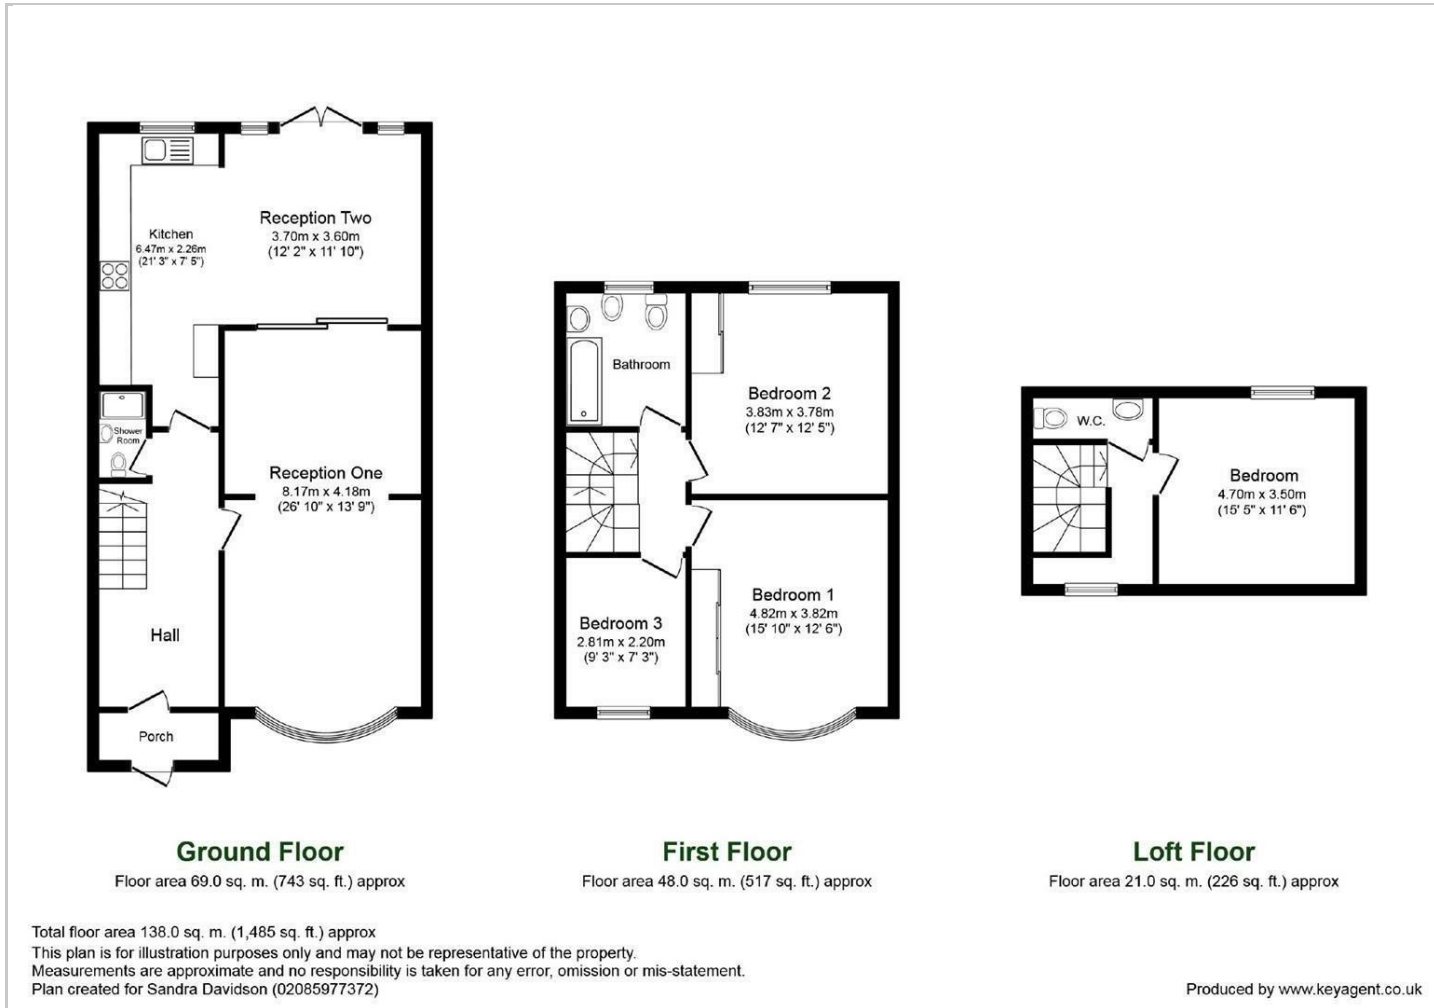 Kitchen
6.47m x 2.26m
(21' 3" x 7' 5")
Reception Two
3.70m x 3.60m
(12' 2" x 11' 10")
Shower
Room
Reception One
8.17m x 4.18m
(26' 10" x 13' 9")
Hall
Porch
Bathroom
Bedroom 2
3.83m x 3.78m
(12' 7" x 12' 5")
Bedroom 1
4.82m x 3.82m
(15' 10" x 12' 6")
Bedroom 3
2.81m x 2.20m
(9' 3" x 7' 3")
W.C.
Bedroom
4.70m x 3.50m
(15' 5" x 11' 6")
Ground Floor
Floor area 69.0 sq. m. (743 sq. ft.) approx
First Floor
Floor area 48.0 sq. m. (517 sq. ft.) approx
Loft Floor
Floor area 21.0 sq. m. (226 sq. ft.) approx
Total floor area 138.0 sq. m. (1,485 sq. ft.) approx
This plan is for illustration purposes only and may not be representative of the property.
Measurements are approximate and no responsibility is taken for any error, omission or mis-statement.
Plan created for Sandra Davidson (02085977372)
Produced by www.keyagent.co.uk